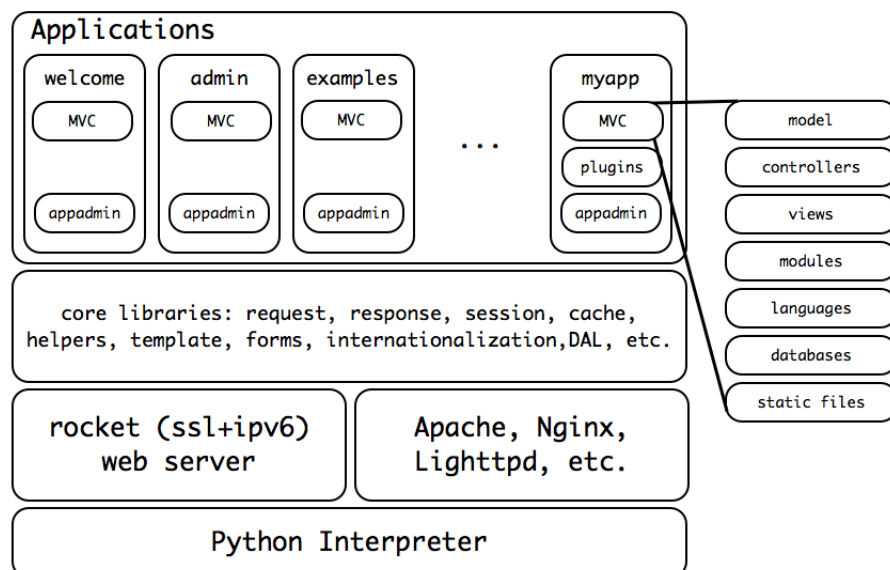 Applications
welcome
admin
examples
myapp
MVC
MVC
MVC
...
MVC
plugins
appadmin
appadmin
appadmin
appadmin
model
controllers
views
modules
languages
databases
static files
core libraries: request, response, session, cache,
helpers, template, forms, internationalization,DAL, etc.
rocket (ssl+ipv6)
web server
Apache, Nginx,
Lighttpd, etc.
Python Interpreter